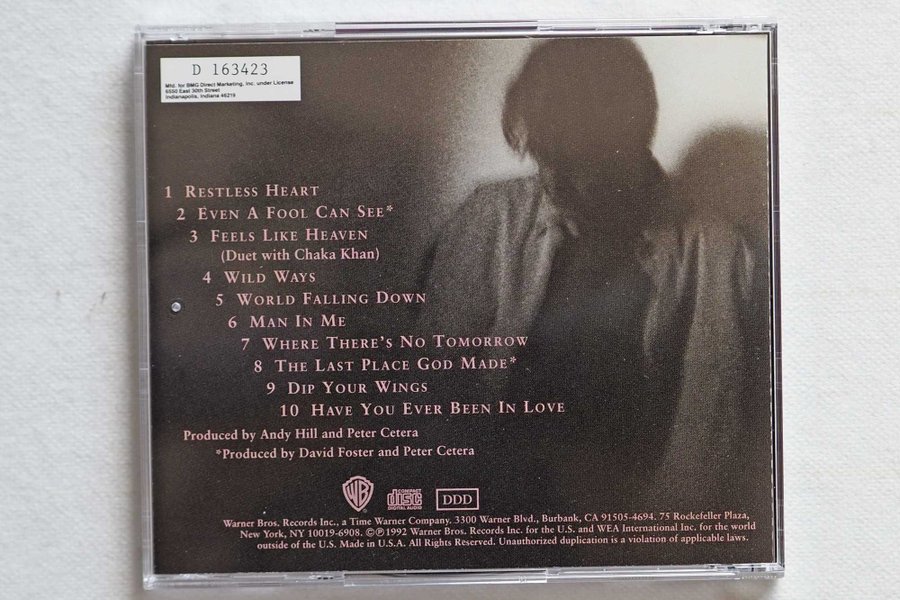 D 163423
Mfd. for BMG Direct Marketing, Inc. under License
6550 East 30th Street
Indianapolis, Indiana 46219
1 RESTLESS HEART
2 EVEN A FOOL CAN SEE*
3 FEELS LIKE HEAVEN
(Duet with Chaka Khan)
4 WILD WAYS
5 WORLD FALLING DOWN
6 MAN IN ME
7 WHERE THERE'S NO TOMORROW
8 THE LAST PLACE GOD MADE*
9 DIP YOUR WINGS
10 HAVE YOU EVER BEEN IN LOVE
Produced by Andy Hill and Peter Cetera
*Produced by David Foster and Peter Cetera
WB COMPACT disc DIGITAL AUDIO DDD
Warner Bros. Records Inc., a Time Warner Company. 3300 Warner Blvd., Burbank, CA 91505-4694. 75 Rockefeller Plaza,
New York, NY 10019-6908. ©℗1992 Warner Bros. Records Inc. for the U.S. and WEA International Inc. for the world
outside of the U.S. Made in U.S.A. All Rights Reserved. Unauthorized duplication is a violation of applicable laws.